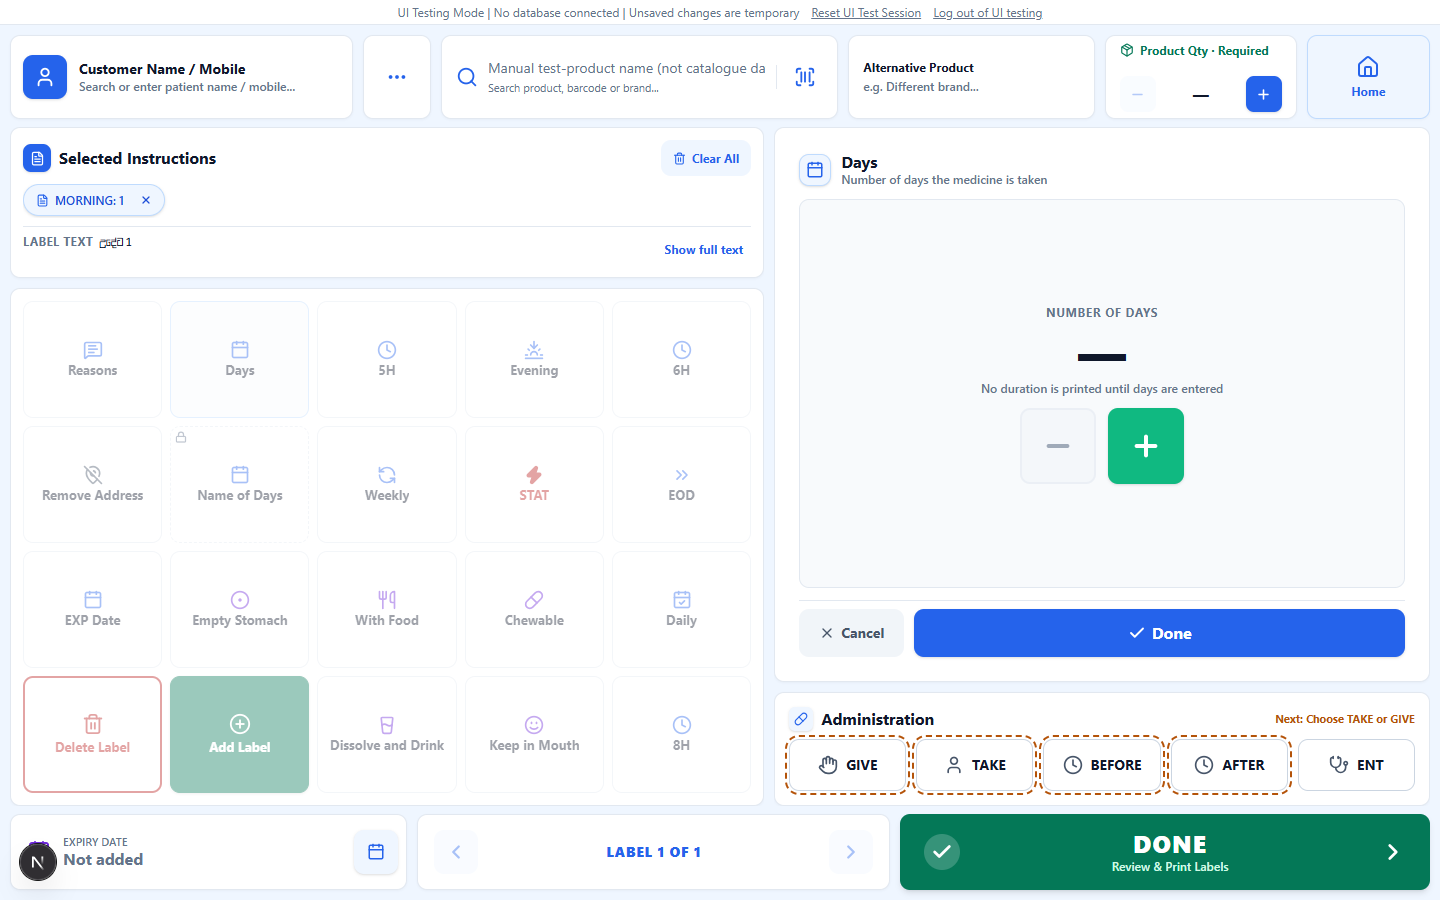 UI Testing Mode | No database connected | Unsaved changes are temporary Reset UI Test Session Log out of UI testing
Customer Name / Mobile
Search or enter patient name / mobile...
Manual test-product name (not catalogue da
Search product, barcode or brand...
Alternative Product
e.g. Different brand...
Product Qty · Required
—
Home
Selected Instructions
Clear All
MORNING: 1
LABEL TEXT 1
Show full text
Reasons
Days
5H
Evening
6H
Remove Address
Name of Days
Weekly
STAT
EOD
EXP Date
Empty Stomach
With Food
Chewable
Daily
Delete Label
Add Label
Dissolve and Drink
Keep in Mouth
8H
Days
Number of days the medicine is taken
NUMBER OF DAYS
—
No duration is printed until days are entered
Cancel
Done
Administration
Next: Choose TAKE or GIVE
GIVE
TAKE
BEFORE
AFTER
ENT
N
EXPIRY DATE
Not added
LABEL 1 OF 1
DONE
Review & Print Labels